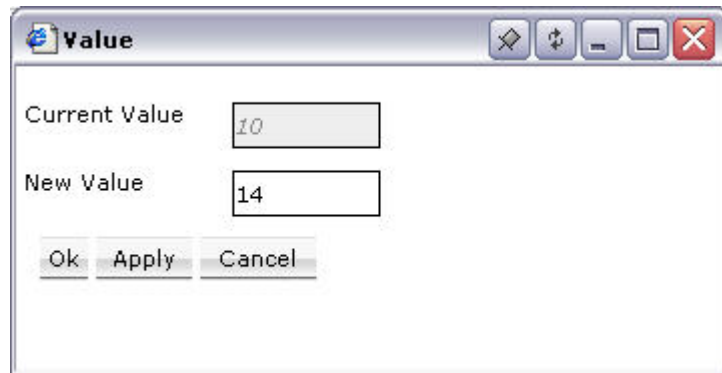 Value
Current Value 10
New Value 14
Ok Apply Cancel